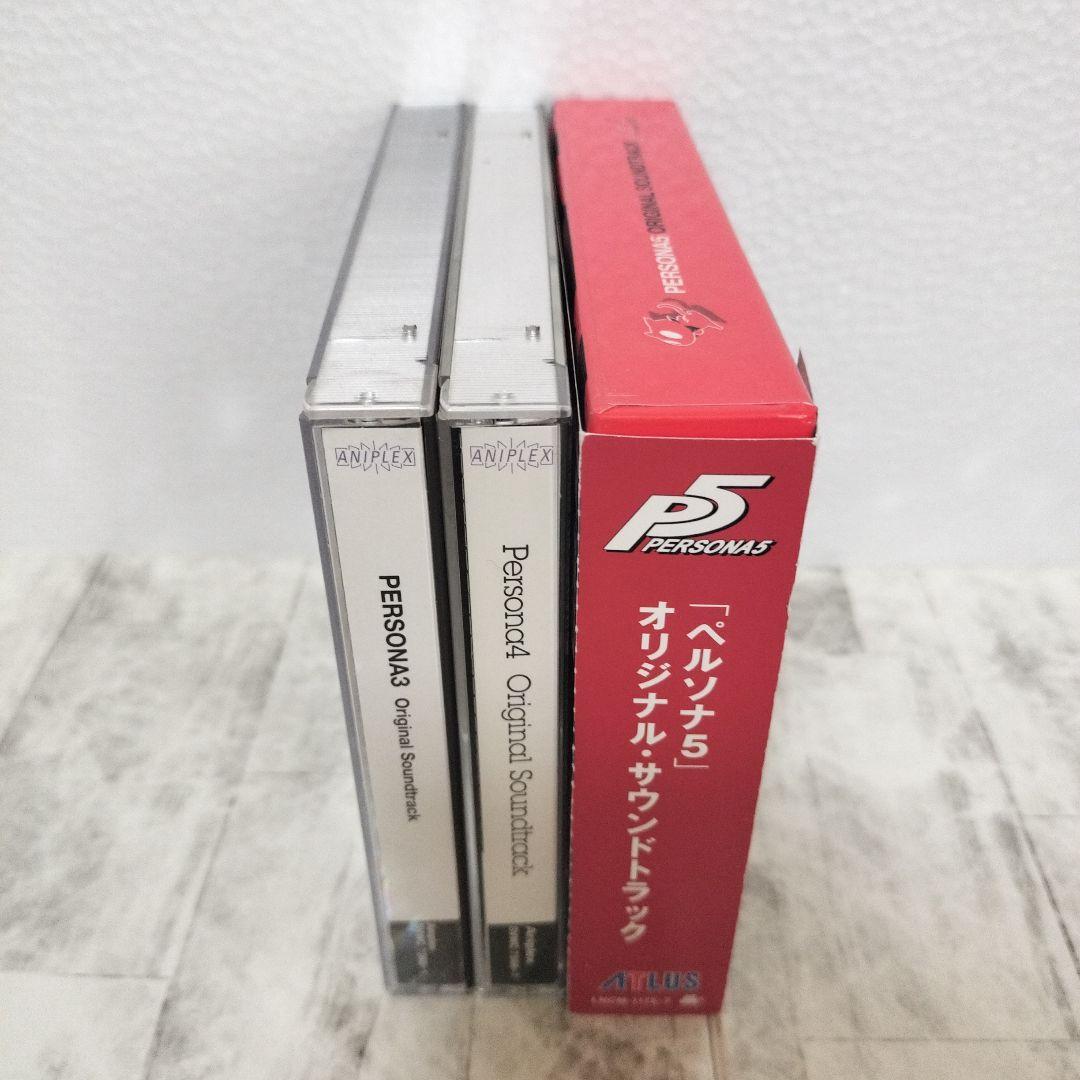 ANIPLEX
PERSONA3 Original Soundtrack
ANIPLEX
Persona4 Original Soundtrack
PERSONA5 ORIGINAL SOUNDTRACK
P5
PERSONA5
「ペルソナ5」
オリジナル・サウンドトラック
ATLUS